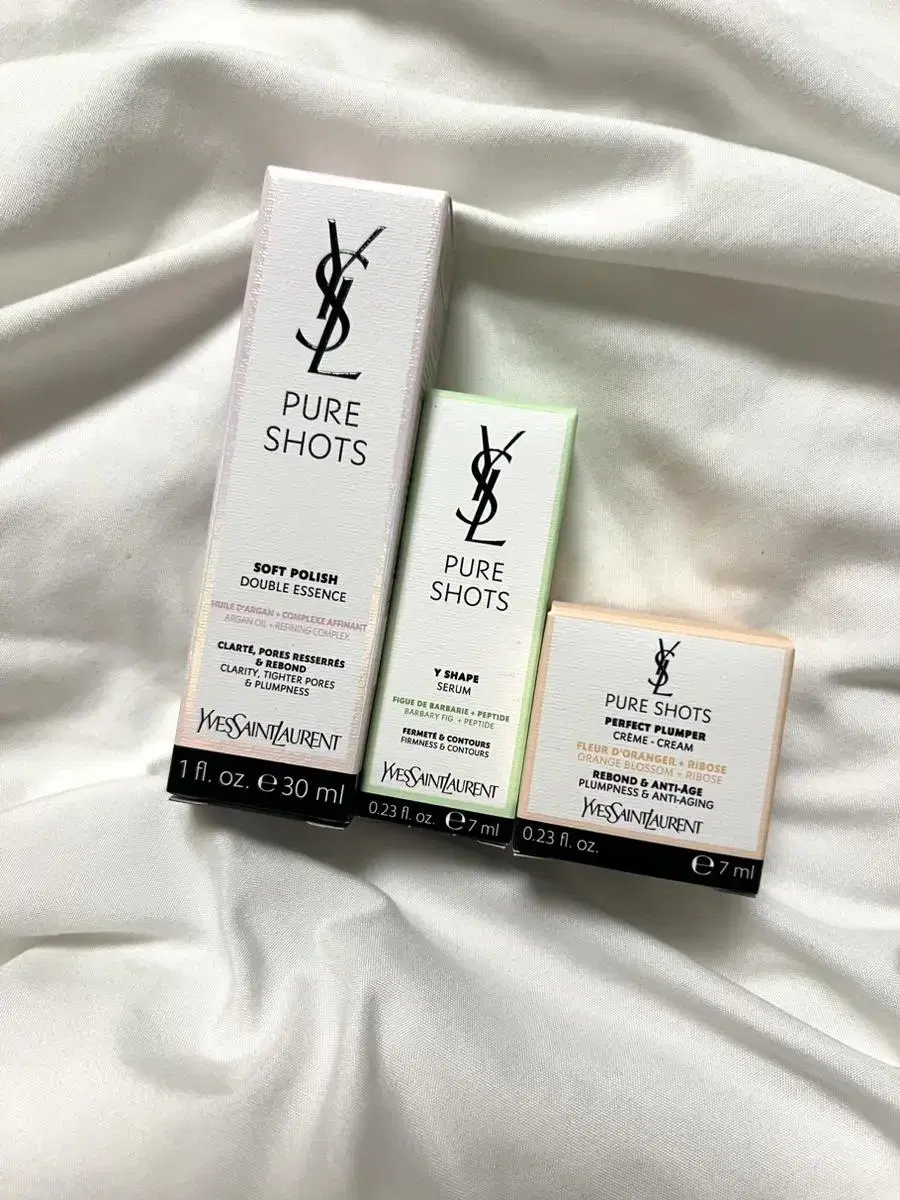 YSL
PURE
SHOTS
SOFT POLISH
DOUBLE ESSENCE
HUILE D'ARGAN + COMPLEXE AFFINANT
ARGAN OIL + REFINING COMPLEX
CLARTÉ, PORES RESSERRÉS
& REBOND
CLARITY, TIGHTER PORES
& PLUMPNESS
YVESSAINTLAURENT
1 fl. oz. ℮ 30 ml
YSL
PURE
SHOTS
Y SHAPE
SERUM
FIGUE DE BARBARIE + PEPTIDE
BARBARY FIG + PEPTIDE
FERMETÉ & CONTOURS
FIRMNESS & CONTOURS
YVESSAINTLAURENT
0.23 fl. oz. ℮ 7 ml
YSL
PURE SHOTS
PERFECT PLUMPER
CRÈME - CREAM
FLEUR D'ORANGER + RIBOSE
ORANGE BLOSSOM + RIBOSE
REBOND & ANTI-ÂGE
PLUMPNESS & ANTI-AGING
YVESSAINTLAURENT
0.23 fl. oz. ℮ 7 ml